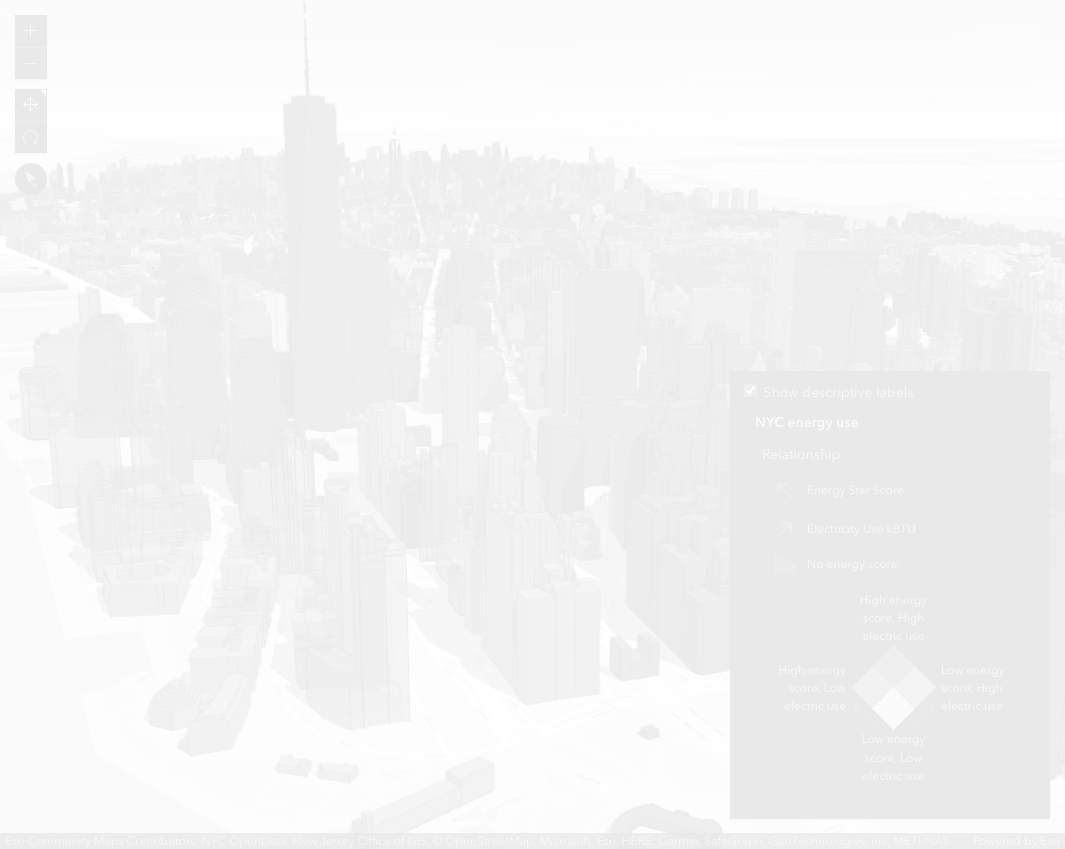 Show descriptive labels
NYC energy use
Relationship
Energy Star Score
Electricity Use kBTU
No energy score
High energy
score, High
electric use
High energy
score, Low
electric use
Low energy
score, High
electric use
Low energy
score, Low
electric use
Esri Community Maps Contributors, NYC OpenData, New Jersey Office of GIS, © OpenStreetMap, Microsoft, Esri, HERE, Garmin, SafeGraph, GeoTechnologies, Inc, METI/NAS Powered by Esri